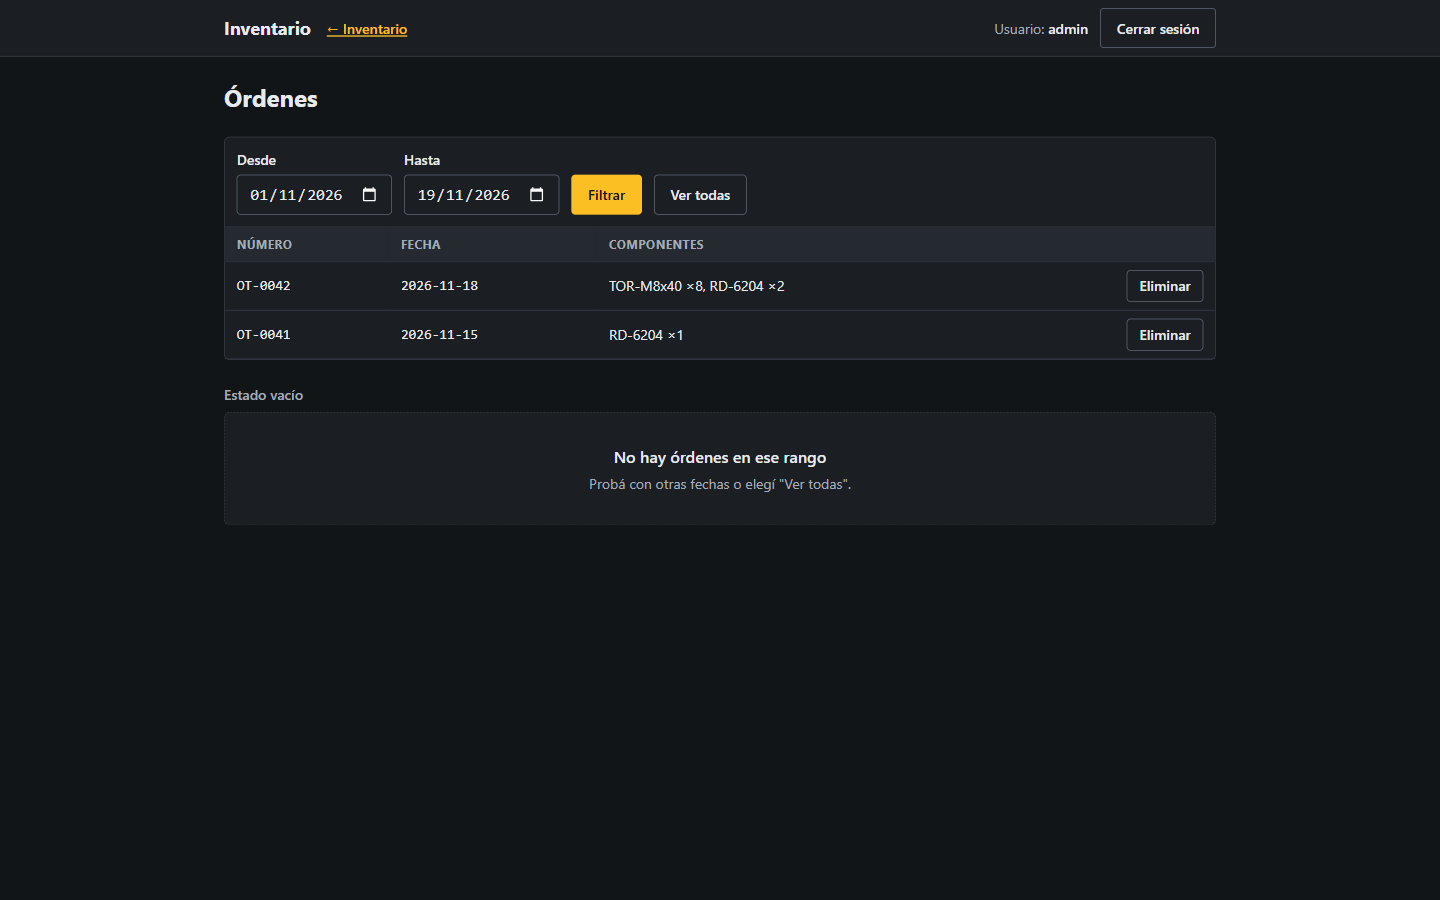 Inventario ← Inventario Usuario: admin Cerrar sesión
Órdenes
Desde Hasta
01/11/2026 19/11/2026 Filtrar Ver todas
NÚMERO FECHA COMPONENTES
OT-0042 2026-11-18 TOR-M8x40 ×8, RD-6204 ×2 Eliminar
OT-0041 2026-11-15 RD-6204 ×1 Eliminar
Estado vacío
No hay órdenes en ese rango
Probá con otras fechas o elegí "Ver todas".